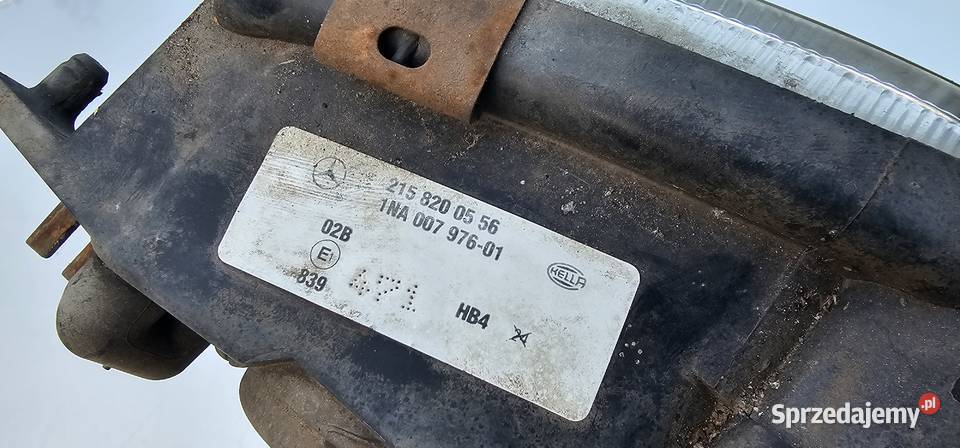 215 820 05 56
1NA 007 976-01
02B
E1
839
471
HB4
HELLA
Sprzedajemy.pl